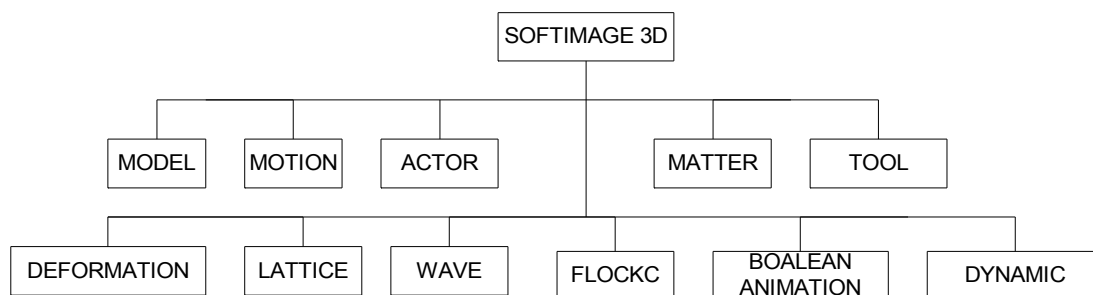 SOFTIMAGE 3D
MODEL
MOTION
ACTOR
MATTER
TOOL
DEFORMATION
LATTICE
WAVE
FLOCKC
BOALEAN
ANIMATION
DYNAMIC